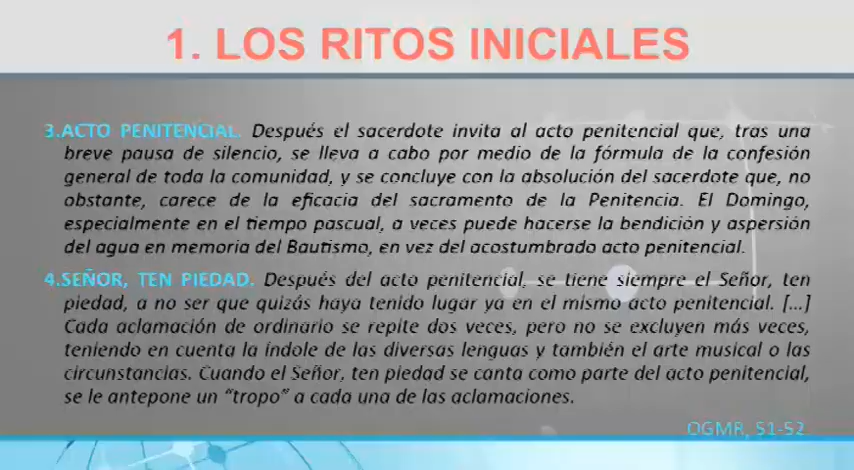 1. LOS RITOS INICIALES
3.ACTO PENITENCIAL. Después el sacerdote invita al acto penitencial que, tras una
breve pausa de silencio, se lleva a cabo por medio de la fórmula de la confesión
general de toda la comunidad, y se concluye con la absolución del sacerdote que, no
obstante, carece de la eficacia del sacramento de la Penitencia. El Domingo,
especialmente en el tiempo pascual, a veces puede hacerse la bendición y aspersión
del agua en memoria del Bautismo, en vez del acostumbrado acto penitencial.
4.SEÑOR, TEN PIEDAD. Después del acto penitencial, se tiene siempre el Señor, ten
piedad, a no ser que quizás haya tenido lugar ya en el mismo acto penitencial. [...]
Cada aclamación de ordinario se repite dos veces, pero no se excluyen más veces,
teniendo en cuenta la índole de las diversas lenguas y también el arte musical o las
circunstancias. Cuando el Señor, ten piedad se canta como parte del acto penitencial,
se le antepone un “tropo” a cada una de las aclamaciones.
OGMR, 51-52